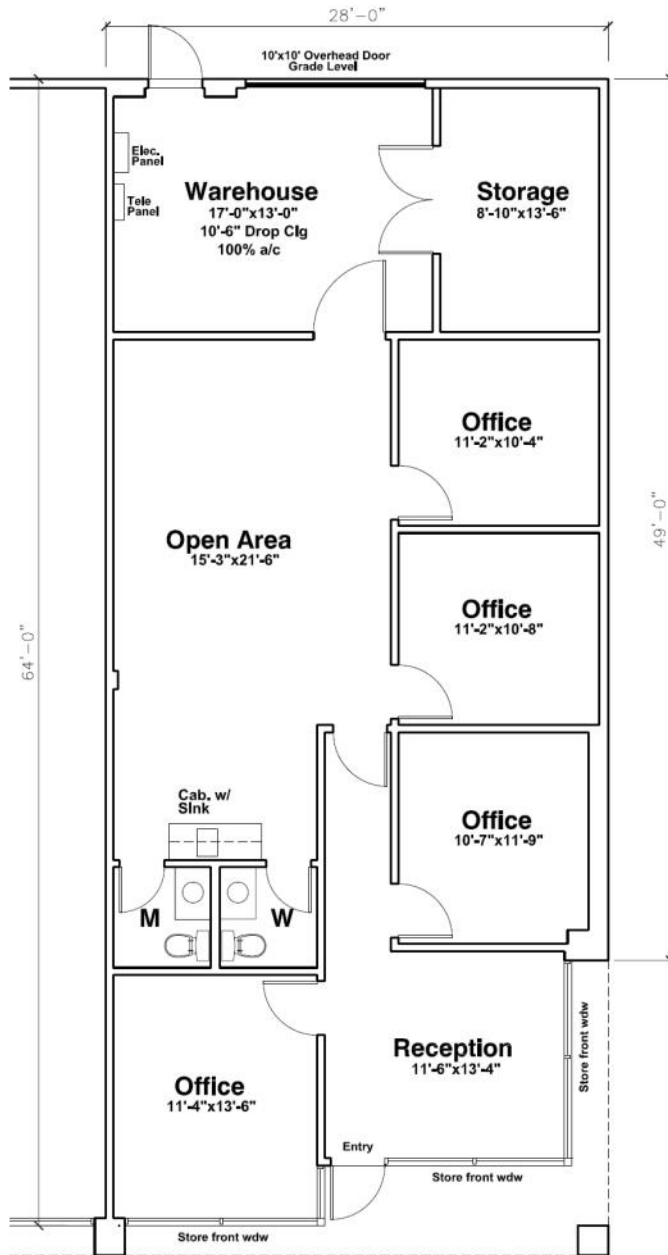 28'-0"
10'x10' Overhead Door
Grade Level
Elec.
Panel
Tele
Panel
Warehouse
17'-0"x13'-0"
10'-6" Drop Clg
100% a/c
Storage
8'-10"x13'-6"
Office
11'-2"x10'-4"
Open Area
15'-3"x21'-6"
49'-0"
Office
11'-2"x10'-8"
64'-0"
Cab. w/
Sink
Office
10'-7"x11'-9"
M
W
Reception
11'-6"x13'-4"
Store front wdw
Office
11'-4"x13'-6"
Entry
Store front wdw
Store front wdw